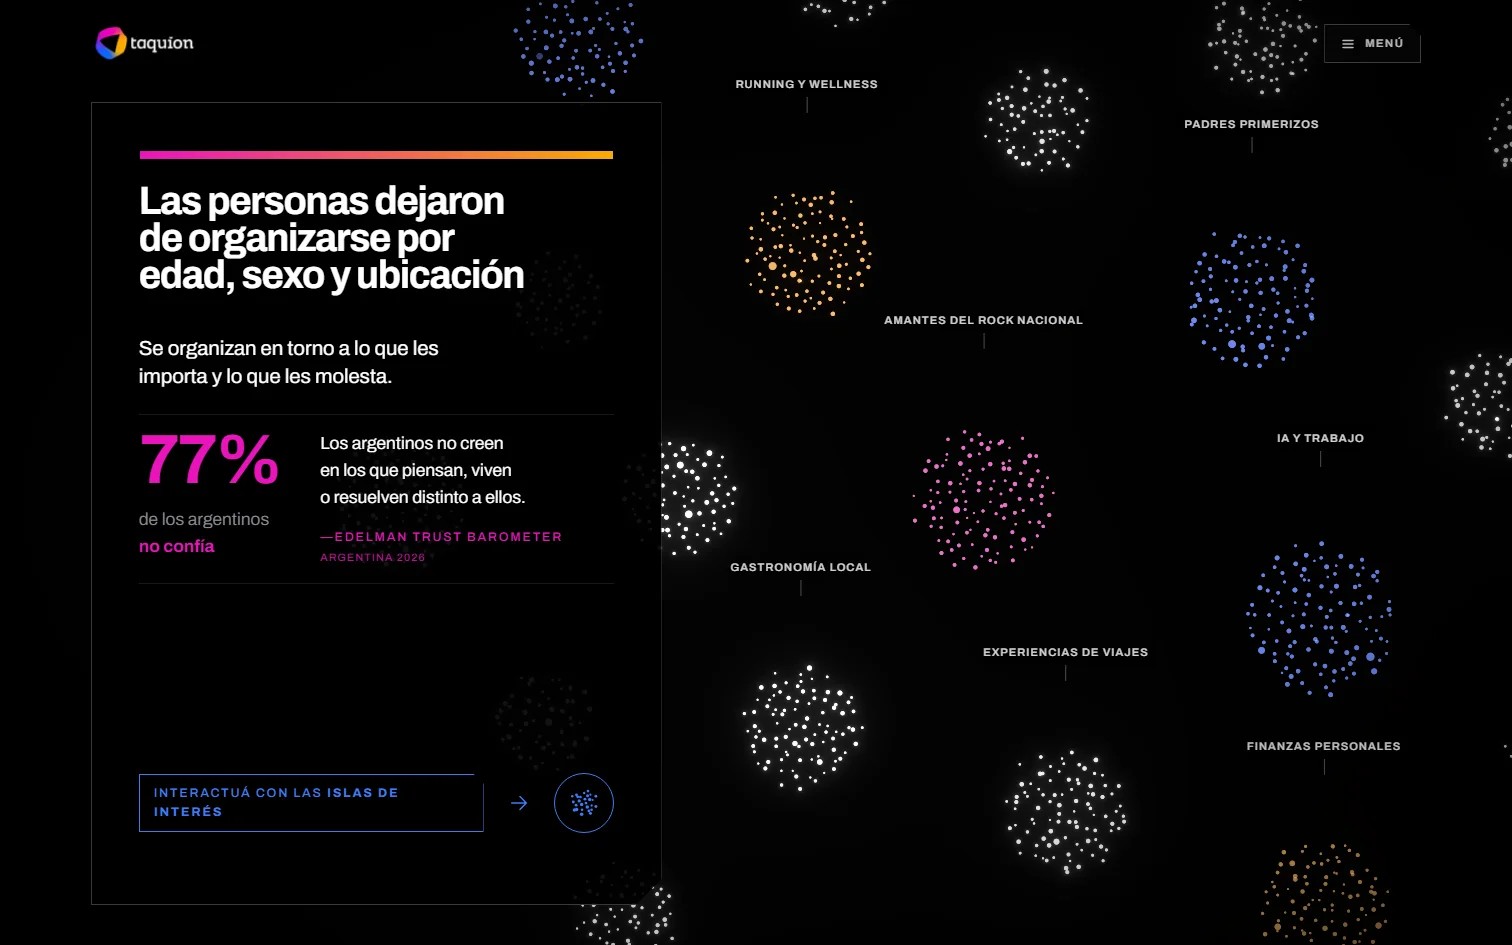 taquíon
MENÚ
Las personas dejaron
de organizarse por
edad, sexo y ubicación
Se organizan en torno a lo que les
importa y lo que les molesta.
77%
de los argentinos
no confía
Los argentinos no creen
en los que piensan, viven
o resuelven distinto a ellos.
—EDELMAN TRUST BAROMETER
ARGENTINA 2026
INTERACTUÁ CON LAS ISLAS DE
INTERÉS
RUNNING Y WELLNESS
PADRES PRIMERIZOS
AMANTES DEL ROCK NACIONAL
IA Y TRABAJO
GASTRONOMÍA LOCAL
EXPERIENCIAS DE VIAJES
FINANZAS PERSONALES